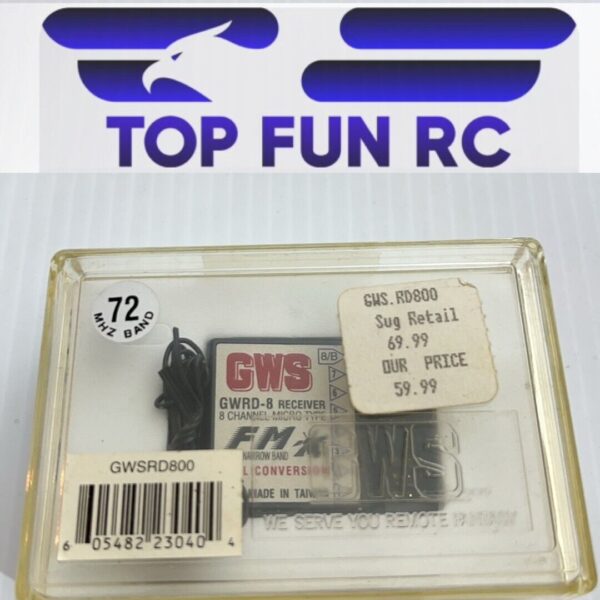 TOP FUN RC
72
MHZ BAND
GWS.RD800
Sug Retail
69.99
OUR PRICE
59.99
B/B
7
GWS
GWRD-8 RECEIVER
8 CHANNEL MICRO TYPE
FM
NARROW BAND
L CONVERSION
MADE IN TAIWAN
GWS
WE SERVE YOU REMOTE
GWSRD800
6 05482 23040 4